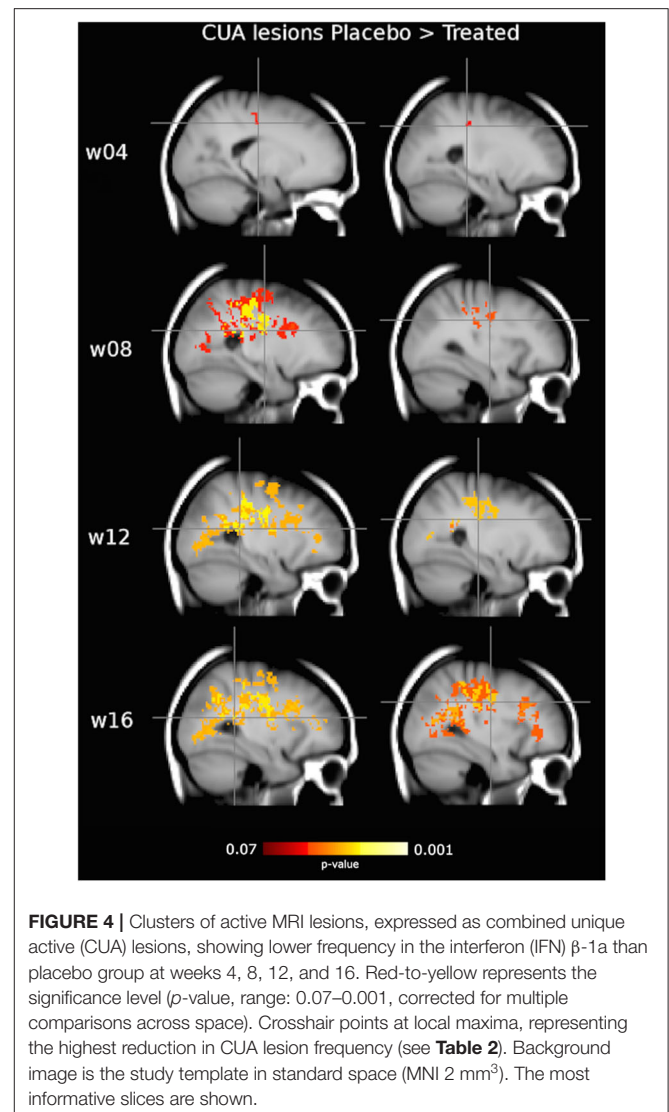 CUA lesions Placebo > Treated
w04
w08
w12
w16
0.07 0.001
p-value
FIGURE 4 | Clusters of active MRI lesions, expressed as combined unique
active (CUA) lesions, showing lower frequency in the interferon (IFN) β-1a than
placebo group at weeks 4, 8, 12, and 16. Red-to-yellow represents the
significance level (p-value, range: 0.07–0.001, corrected for multiple
comparisons across space). Crosshair points at local maxima, representing
the highest reduction in CUA lesion frequency (see Table 2). Background
image is the study template in standard space (MNI 2 mm³). The most
informative slices are shown.